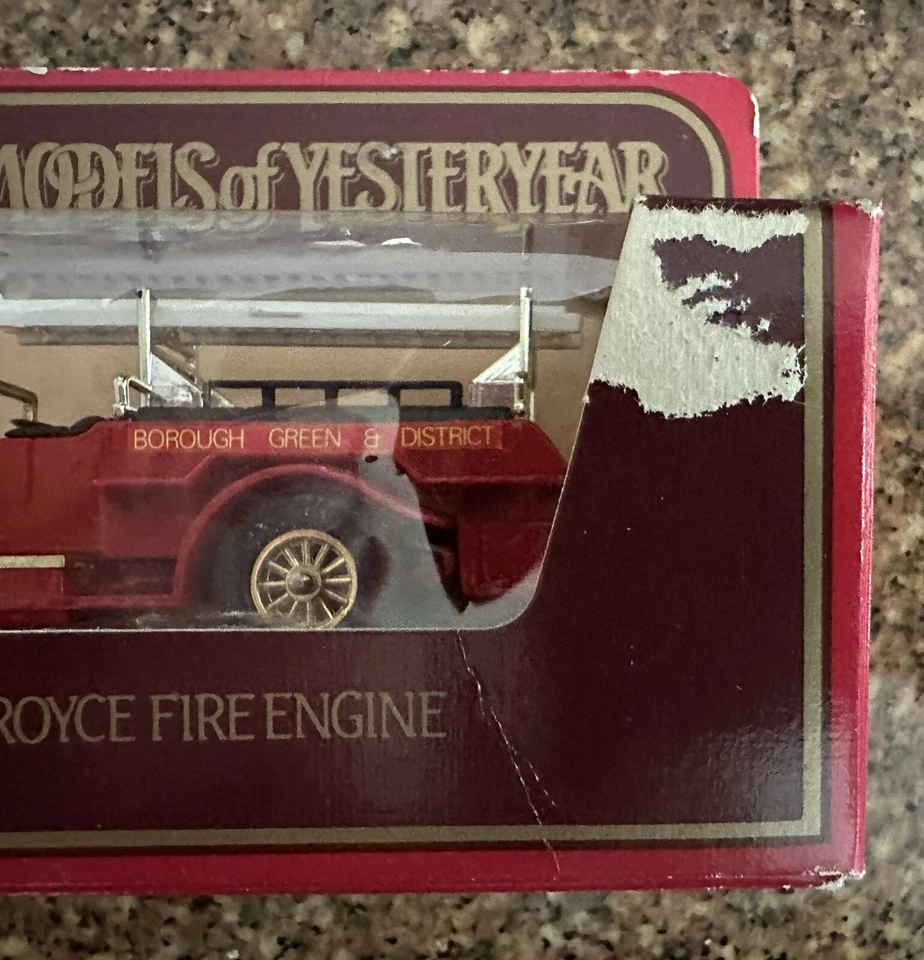 MODELS of YESTERYEAR
BOROUGH GREEN & DISTRICT
ROYCE FIRE ENGINE